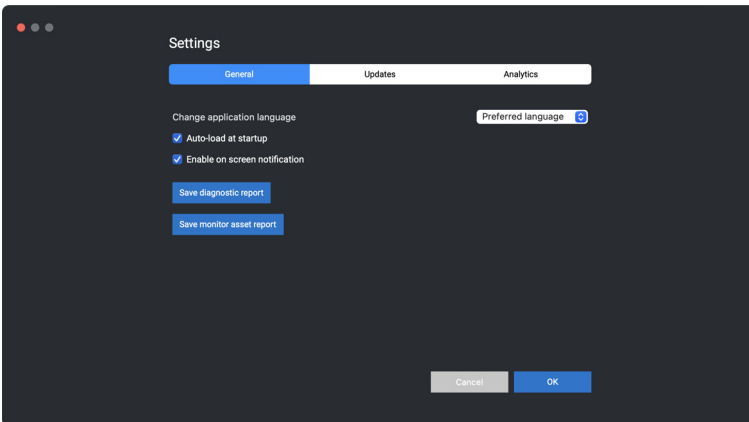 Settings
General Updates Analytics
Change application language Preferred language
Auto-load at startup
Enable on screen notification
Save diagnostic report
Save monitor asset report
Cancel OK